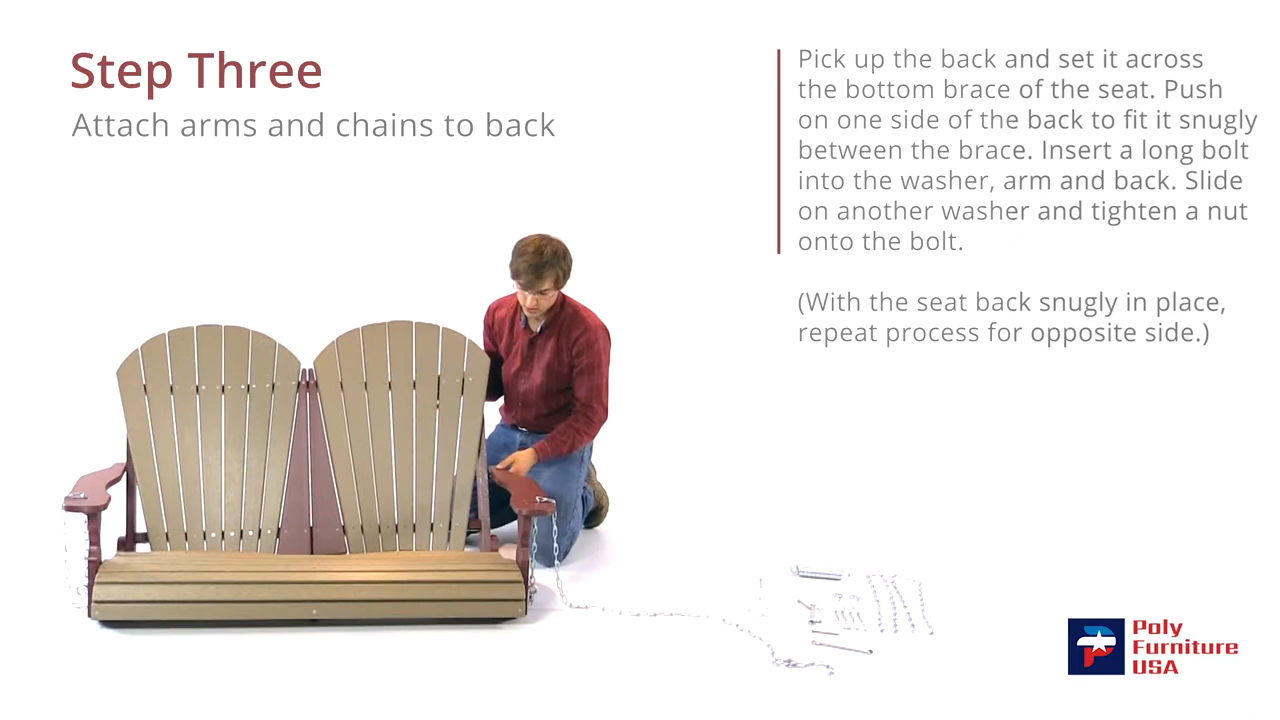 Step Three
Attach arms and chains to back
Pick up the back and set it across
the bottom brace of the seat. Push
on one side of the back to fit it snugly
between the brace. Insert a long bolt
into the washer, arm and back. Slide
on another washer and tighten a nut
onto the bolt.
(With the seat back snugly in place,
repeat process for opposite side.)
Poly
Furniture
USA